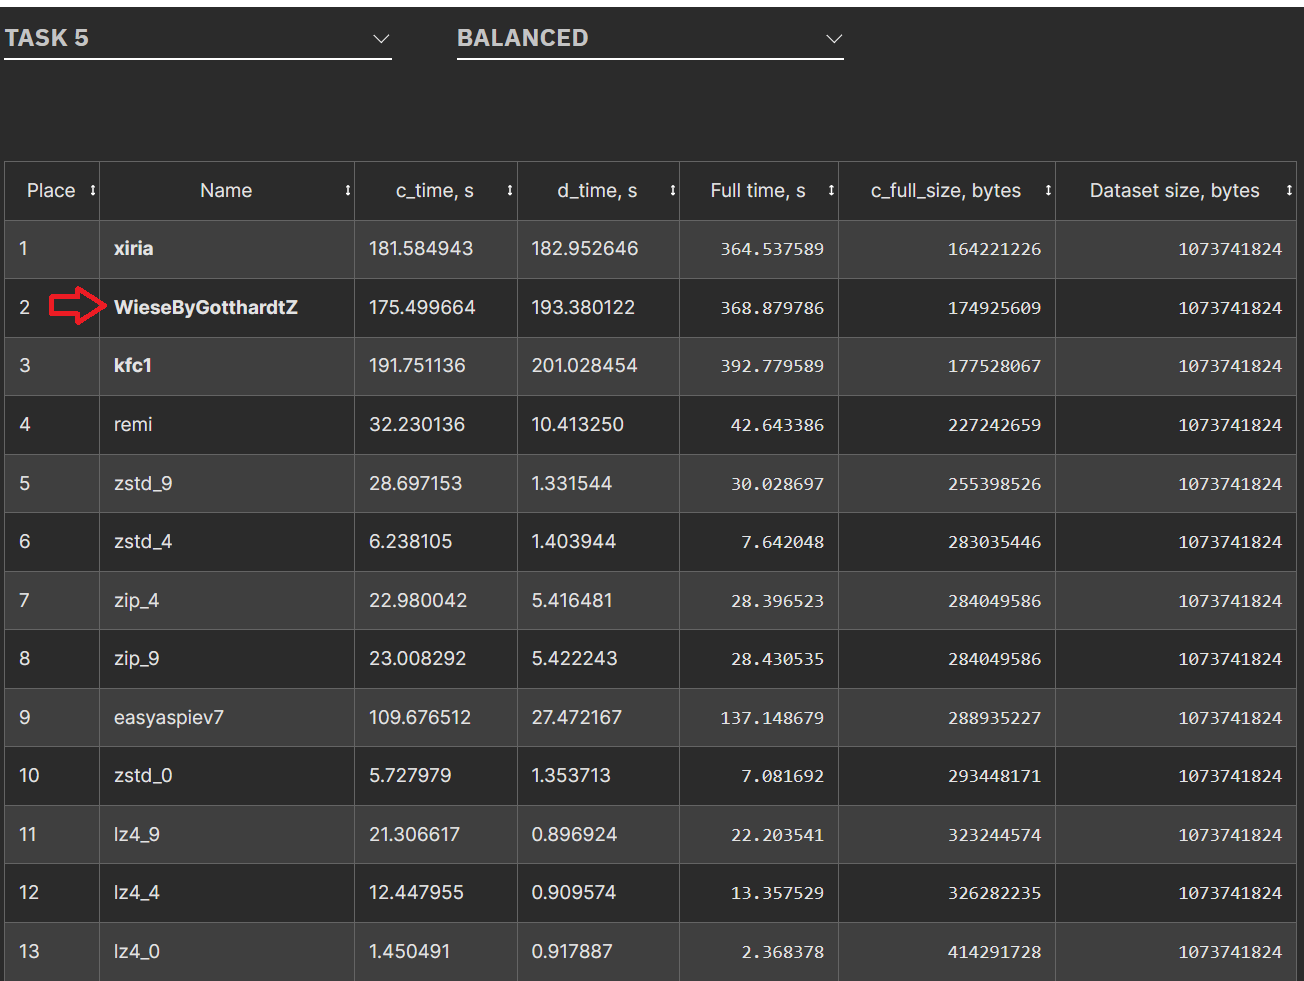 TASK 5 BALANCED
Place Name c_time, s d_time, s Full time, s c_full_size, bytes Dataset size, bytes
1 xiria 181.584943 182.952646 364.537589 164221226 1073741824
2 WieseByGotthardtZ 175.499664 193.380122 368.879786 174925609 1073741824
3 kfc1 191.751136 201.028454 392.779589 177528067 1073741824
4 remi 32.230136 10.413250 42.643386 227242659 1073741824
5 zstd_9 28.697153 1.331544 30.028697 255398526 1073741824
6 zstd_4 6.238105 1.403944 7.642048 283035446 1073741824
7 zip_4 22.980042 5.416481 28.396523 284049586 1073741824
8 zip_9 23.008292 5.422243 28.430535 284049586 1073741824
9 easyaspiev7 109.676512 27.472167 137.148679 288935227 1073741824
10 zstd_0 5.727979 1.353713 7.081692 293448171 1073741824
11 lz4_9 21.306617 0.896924 22.203541 323244574 1073741824
12 lz4_4 12.447955 0.909574 13.357529 326282235 1073741824
13 lz4_0 1.450491 0.917887 2.368378 414291728 1073741824